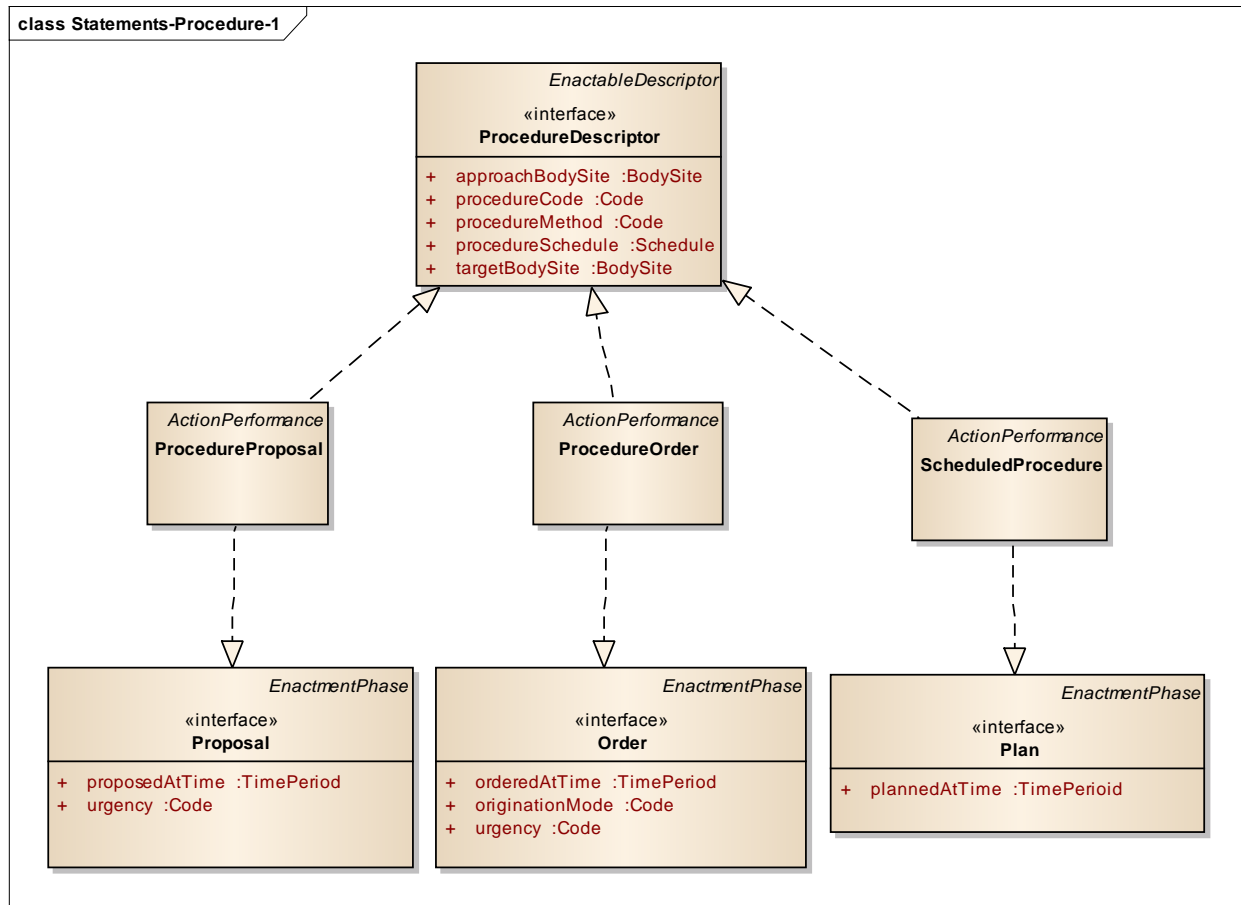 class Statements-Procedure-1
EnactableDescriptor
«interface»
ProcedureDescriptor
+ approachBodySite :BodySite
+ procedureCode :Code
+ procedureMethod :Code
+ procedureSchedule :Schedule
+ targetBodySite :BodySite
ActionPerformance
ProcedureProposal
ActionPerformance
ProcedureOrder
ActionPerformance
ScheduledProcedure
EnactmentPhase
«interface»
Proposal
+ proposedAtTime :TimePeriod
+ urgency :Code
EnactmentPhase
«interface»
Order
+ orderedAtTime :TimePeriod
+ originationMode :Code
+ urgency :Code
EnactmentPhase
«interface»
Plan
+ plannedAtTime :TimePerioid